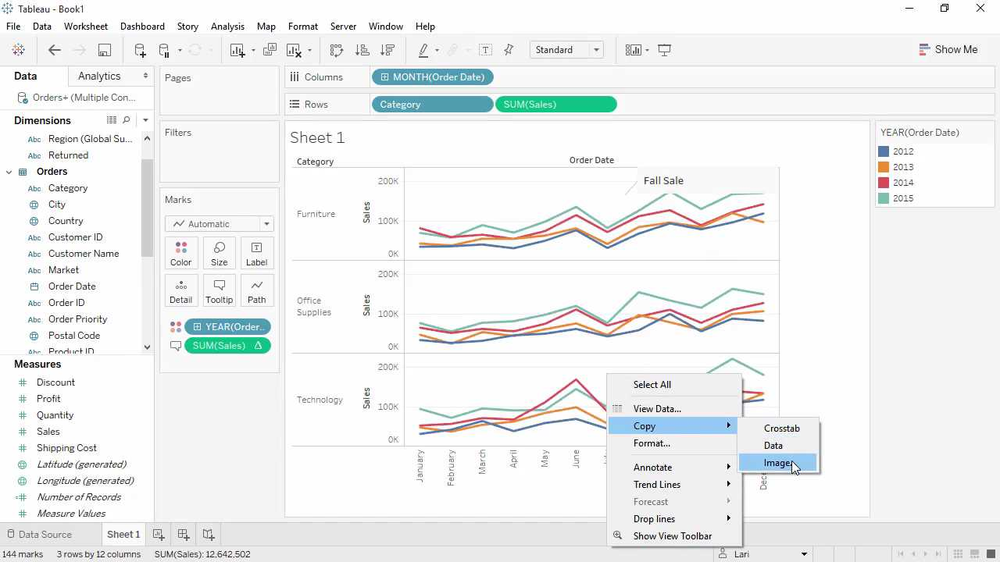 Tableau - Book1
File Data Worksheet Dashboard Story Analysis Map Format Server Window Help
Standard
Show Me
Data
Analytics
Orders+ (Multiple Con...
Dimensions
Region (Global Su...
Returned
Orders
Category
City
Country
Customer ID
Customer Name
Market
Order Date
Order ID
Order Priority
Postal Code
Product ID
Measures
Discount
Profit
Quantity
Sales
Shipping Cost
Latitude (generated)
Longitude (generated)
Number of Records
Measure Values
Pages
Filters
Marks
Automatic
Color
Size
Label
Detail
Tooltip
Path
YEAR(Order..
SUM(Sales)
Columns
MONTH(Order Date)
Rows
Category
SUM(Sales)
Sheet 1
Category
Order Date
Fall Sale
Furniture
Sales
200K
100K
0K
Office
Supplies
Sales
200K
100K
0K
Technology
Sales
200K
100K
0K
January
February
March
April
May
June
YEAR(Order Date)
2012
2013
2014
2015
Select All
View Data...
Copy
Format...
Annotate
Trend Lines
Forecast
Drop lines
Show View Toolbar
Crosstab
Data
Image...
Data Source
Sheet 1
144 marks
3 rows by 12 columns
SUM(Sales): 12,642,502
Lari